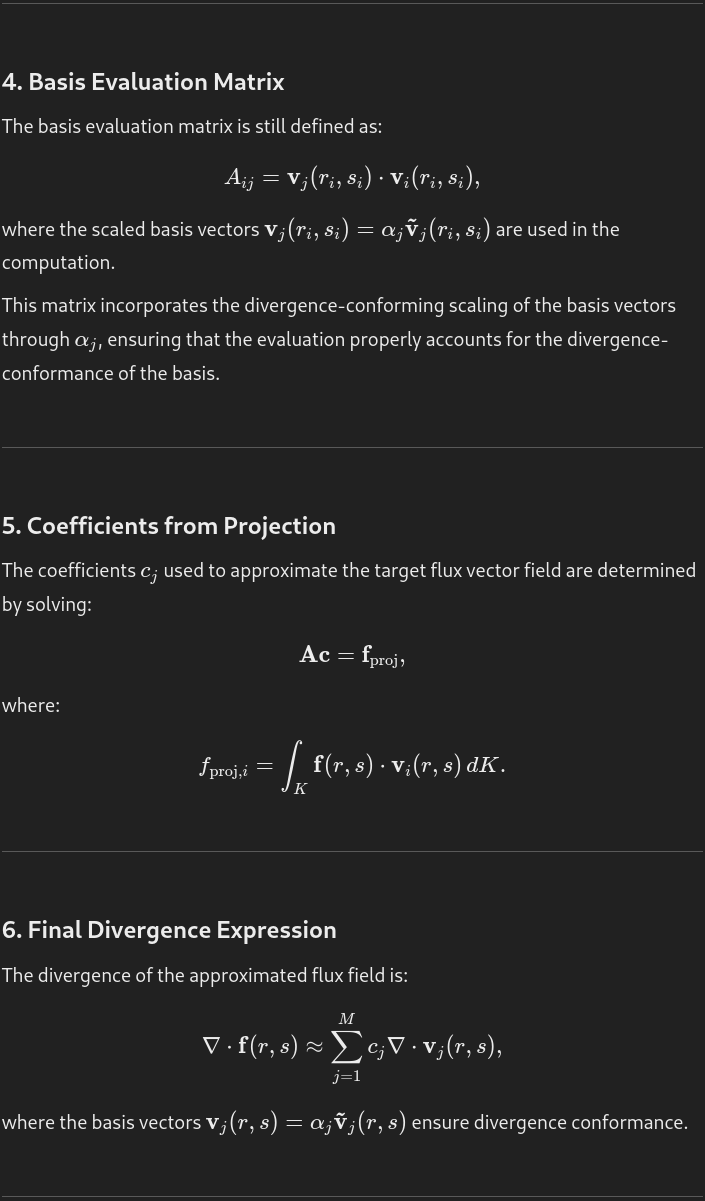 4. Basis Evaluation Matrix
The basis evaluation matrix is still defined as:
A_{ij} = \mathbf{v}_j(r_i, s_i) \cdot \mathbf{v}_i(r_i, s_i),
where the scaled basis vectors \mathbf{v}_j(r_i, s_i) = \alpha_j \tilde{\mathbf{v}}_j(r_i, s_i) are used in the
computation.
This matrix incorporates the divergence-conforming scaling of the basis vectors
through \alpha_j, ensuring that the evaluation properly accounts for the divergence-
conformance of the basis.
5. Coefficients from Projection
The coefficients c_j used to approximate the target flux vector field are determined
by solving:
\mathbf{Ac} = \mathbf{f}_{\text{proj}},
where:
f_{\text{proj},i} = \int_K \mathbf{f}(r, s) \cdot \mathbf{v}_i(r, s) \, dK.
6. Final Divergence Expression
The divergence of the approximated flux field is:
\nabla \cdot \mathbf{f}(r, s) \approx \sum_{j=1}^{M} c_j \nabla \cdot \mathbf{v}_j(r, s),
where the basis vectors \mathbf{v}_j(r, s) = \alpha_j \tilde{\mathbf{v}}_j(r, s) ensure divergence conformance.